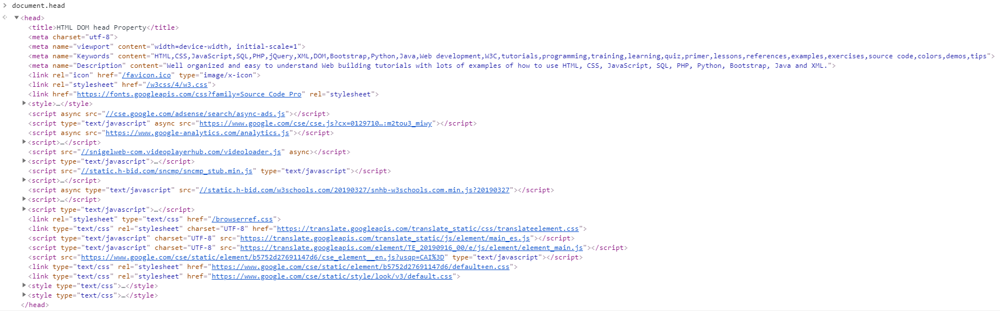 > document.head
<head>
<title>HTML DOM head Property</title>
<meta charset="utf-8">
<meta name="viewport" content="width=device-width, initial-scale=1">
<meta name="Keywords" content="HTML,CSS,JavaScript,SQL,PHP,jQuery,XML,DOM,Bootstrap,Python,Java,Web development,W3C,tutorials,programming,training,learning,quiz,primer,lessons,references,examples,exercises,source code,colors,demos,tips">
<meta name="Description" content="Well organized and easy to understand Web building tutorials with lots of examples of how to use HTML, CSS, JavaScript, SQL, PHP, Python, Bootstrap, Java and XML.">
<link rel="icon" href="/favicon.ico" type="image/x-icon">
<link rel="stylesheet" href="/w3css/4/w3.css">
<link href="https://fonts.googleapis.com/css?family=Source Code Pro" rel="stylesheet">
<style>…</style>
<script async src="//cse.google.com/adsense/search/async-ads.js"></script>
<script type="text/javascript" async src="https://www.google.com/cse/cse.js?cx=0129710…:m2tou3_miwy"></script>
<script async src="https://www.google-analytics.com/analytics.js"></script>
<script>…</script>
<script src="//snigelweb-com.videoplayerhub.com/videoloader.js" async></script>
<script type="text/javascript">…</script>
<script src="//static.h-bid.com/sncmp/sncmp_stub.min.js" type="text/javascript"></script>
<script>…</script>
<script async type="text/javascript" src="//static.h-bid.com/w3schools.com/20190327/snhb-w3schools.com.min.js?20190327"></script>
<script>…</script>
<script type="text/javascript">…</script>
<link rel="stylesheet" type="text/css" href="/browserref.css">
<link type="text/css" rel="stylesheet" charset="UTF-8" href="https://translate.googleapis.com/translate_static/css/translateelement.css">
<script type="text/javascript" charset="UTF-8" src="https://translate.googleapis.com/translate_static/js/element/main_es.js"></script>
<script type="text/javascript" charset="UTF-8" src="https://translate.googleapis.com/element/TE_20190916_00/e/js/element/element_main.js"></script>
<script src="https://www.google.com/cse/static/element/b5752d27691147d6/cse_element__en.js?usqp=CAI%3D" type="text/javascript"></script>
<link type="text/css" rel="stylesheet" href="https://www.google.com/cse/static/element/b5752d27691147d6/default+en.css">
<link type="text/css" rel="stylesheet" href="https://www.google.com/cse/static/style/look/v3/default.css">
<style type="text/css">…</style>
<style type="text/css">…</style>
</head>